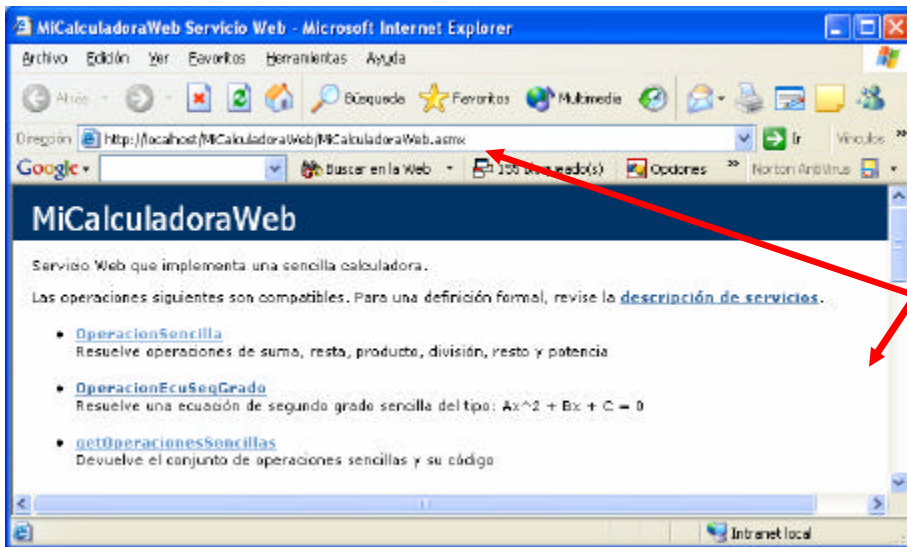 MiCalculadoraWeb Servicio Web - Microsoft Internet Explorer
Archivo Edición Ver Favoritos Herramientas Ayuda
Atrás Búsqueda Favoritos Multimedia
Dirección http://localhost/MiCalculadoraWeb/MiCalculadoraWeb.asmx Ir Vínculos »
Google Buscar en la Web 155 bloqueado(s) Opciones » Norton AntiVirus
MiCalculadoraWeb
Servicio Web que implementa una sencilla calculadora.
Las operaciones siguientes son compatibles. Para una definición formal, revise la descripción de servicios.
• OperacionSencilla
Resuelve operaciones de suma, resta, producto, división, resto y potencia
• OperacionEcuSegGrado
Resuelve una ecuación de segundo grado sencilla del tipo: Ax^2 + Bx + C = 0
• getOperacionesSencillas
Devuelve el conjunto de operaciones sencillas y su código
Intranet local